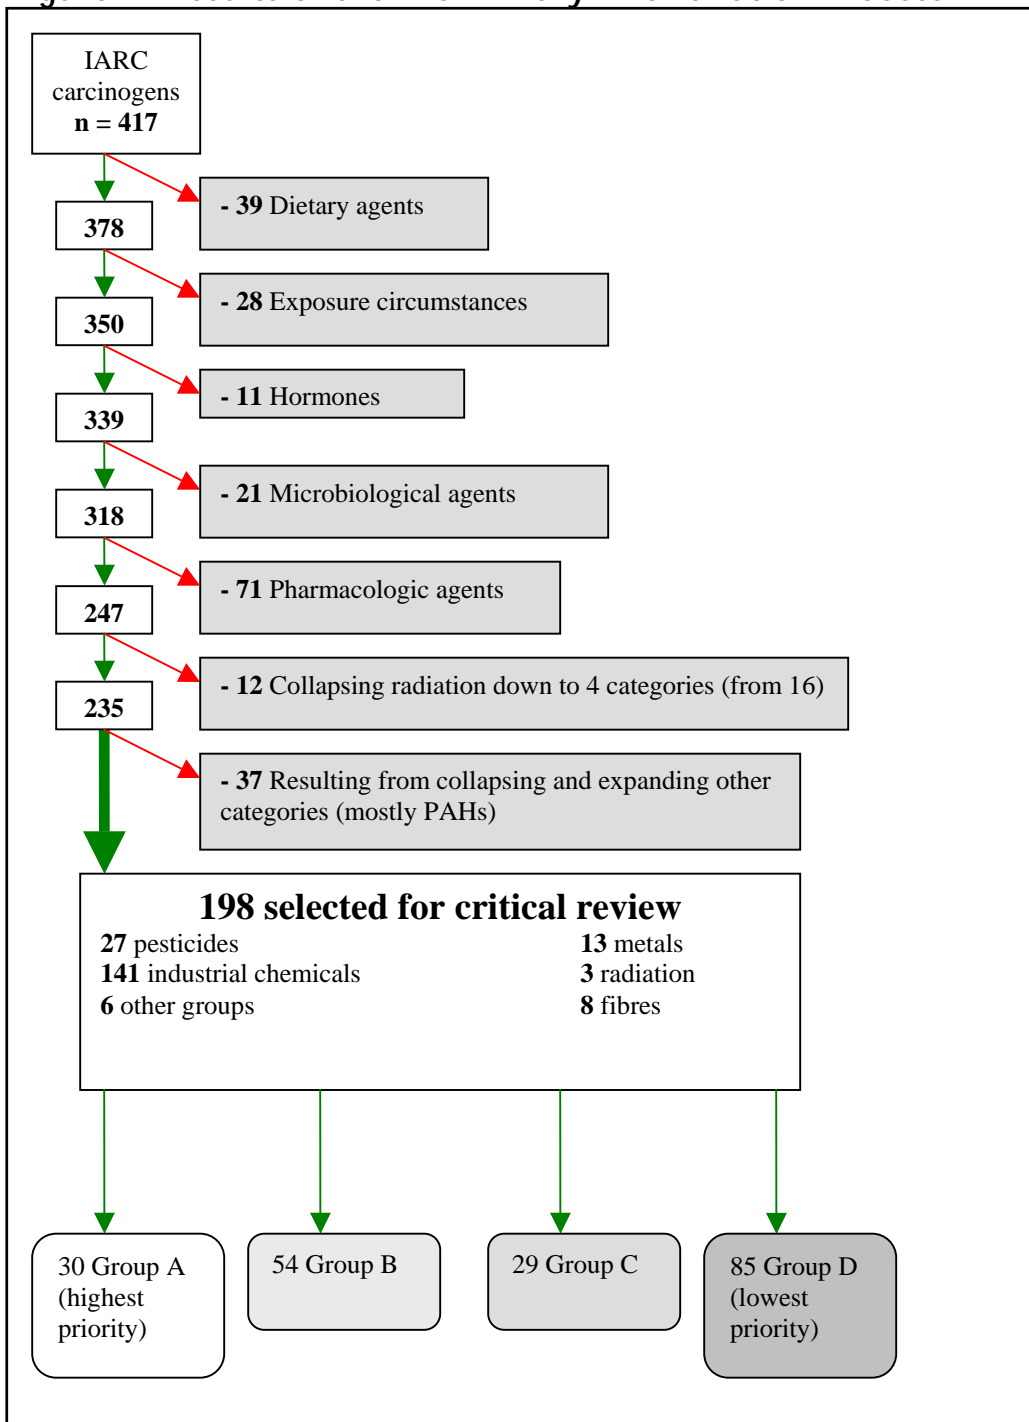 IARC
carcinogens
n = 417
- 39 Dietary agents
378
- 28 Exposure circumstances
350
- 11 Hormones
339
- 21 Microbiological agents
318
- 71 Pharmacologic agents
247
- 12 Collapsing radiation down to 4 categories (from 16)
235
- 37 Resulting from collapsing and expanding other
categories (mostly PAHs)
198 selected for critical review
27 pesticides
13 metals
141 industrial chemicals
3 radiation
6 other groups
8 fibres
30 Group A
(highest
priority)
54 Group B
29 Group C
85 Group D
(lowest
priority)